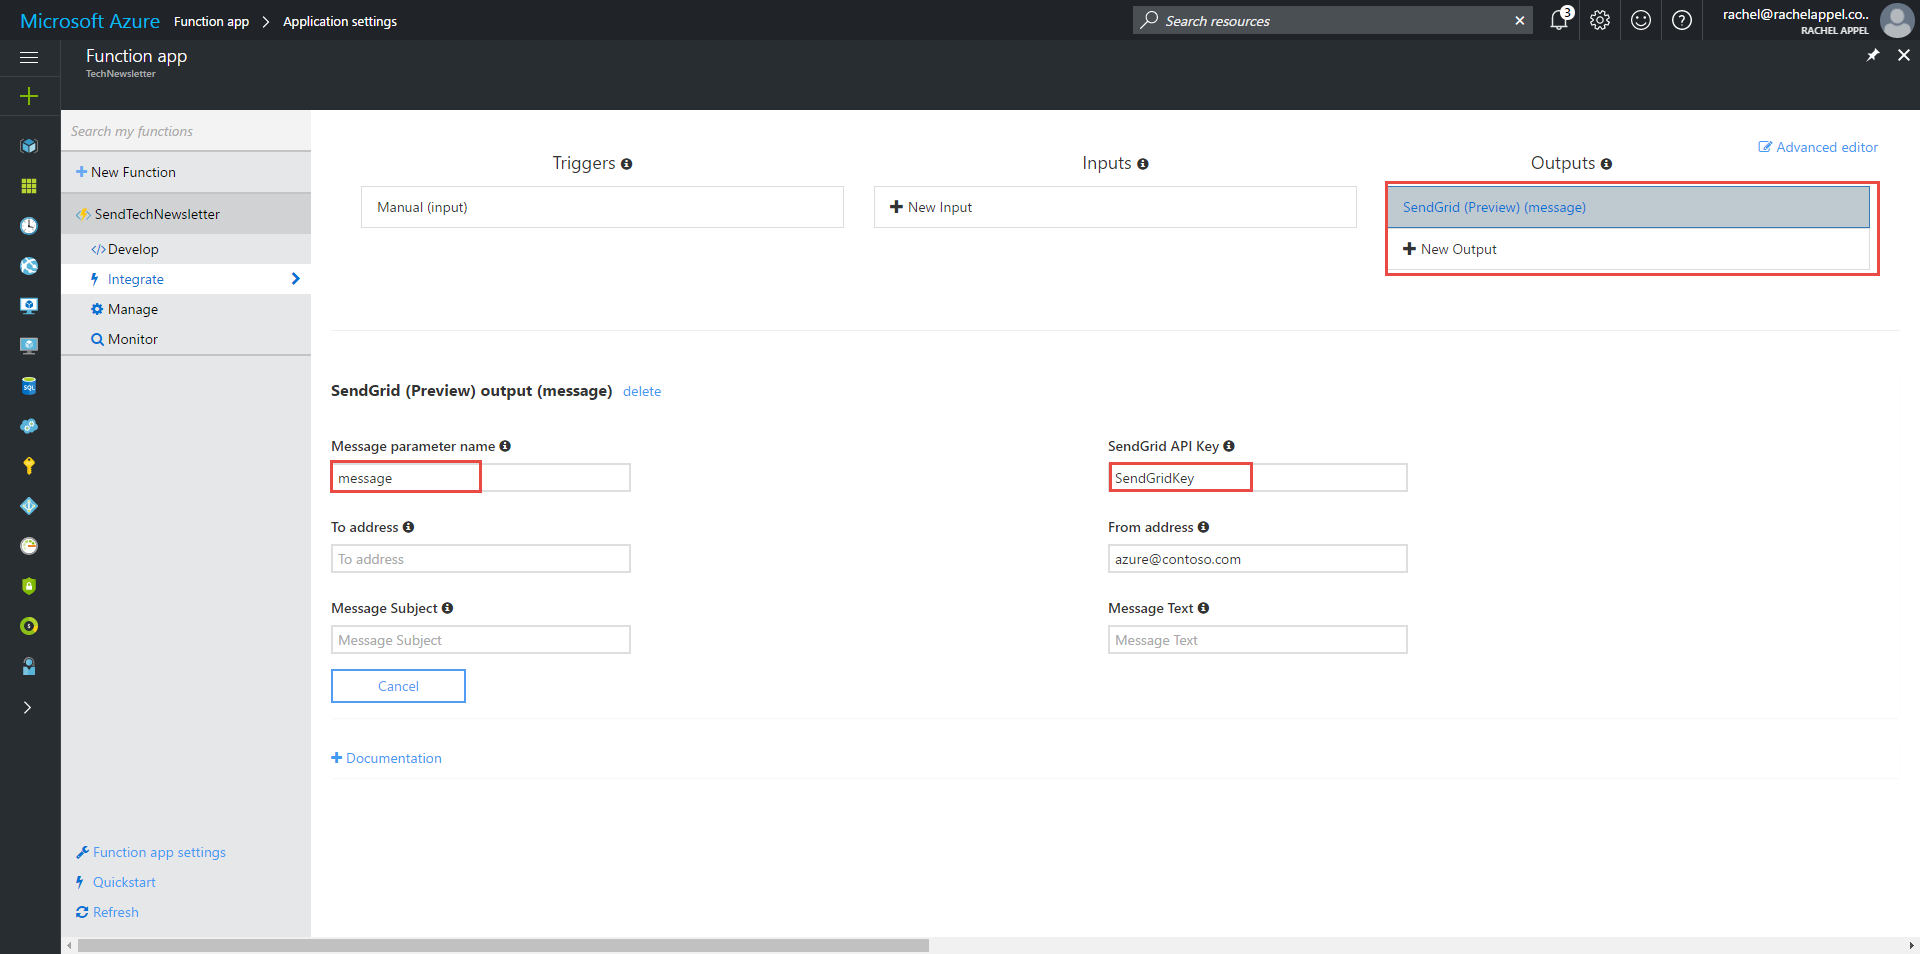 Microsoft Azure Function app > Application settings
Search resources
3
rachel@rachelappel.co..
RACHEL APPEL
Function app
TechNewsletter
Search my functions
New Function
SendTechNewsletter
</> Develop
Integrate
Manage
Monitor
Function app settings
Quickstart
Refresh
Advanced editor
Triggers
Manual (input)
Inputs
New Input
Outputs
SendGrid (Preview) (message)
New Output
SendGrid (Preview) output (message) delete
Message parameter name
message
SendGrid API Key
SendGridKey
To address
To address
From address
azure@contoso.com
Message Subject
Message Subject
Message Text
Message Text
Cancel
Documentation